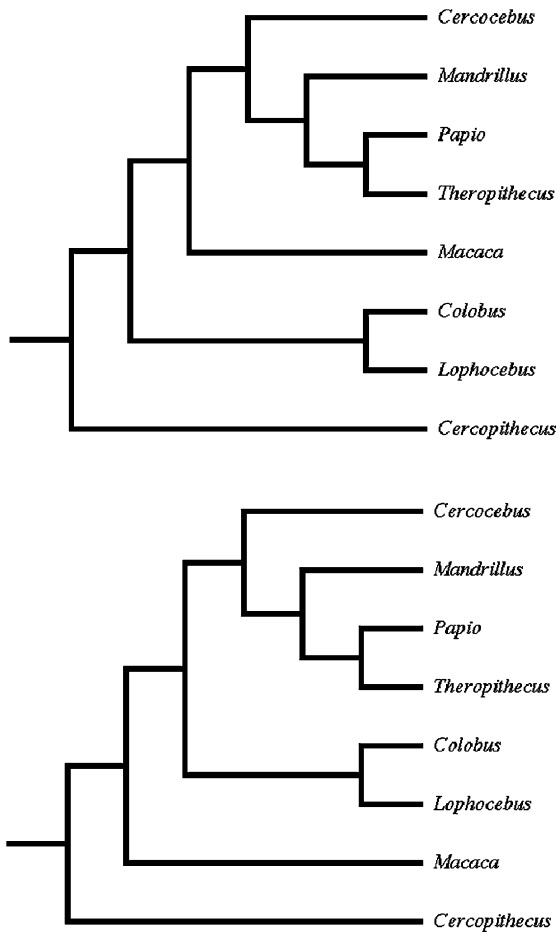 Cercocebus
Mandrillus
Papio
Theropithecus
Macaca
Colobus
Lophocebus
Cercopithecus
Cercocebus
Mandrillus
Papio
Theropithecus
Colobus
Lophocebus
Macaca
Cercopithecus